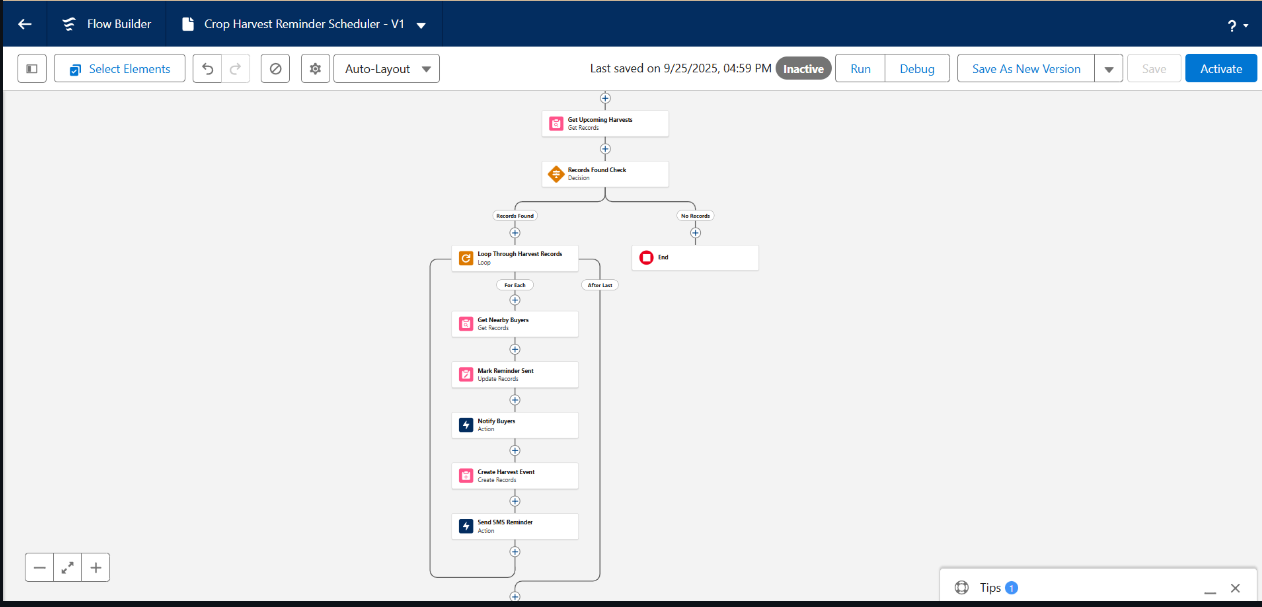 Flow Builder
Crop Harvest Reminder Scheduler - V1
?
Select Elements
Auto-Layout
Last saved on 9/25/2025, 04:59 PM
Inactive
Run
Debug
Save As New Version
Save
Activate
Get Upcoming Harvests
Get Records
Records Found Check
Decision
Records Found
No Records
Loop Through Harvest Records
Loop
End
For Each
After Last
Get Nearby Buyers
Get Records
Mark Reminder Sent
Update Records
Notify Buyers
Action
Create Harvest Event
Create Records
Send SMS Reminder
Action
Tips 1